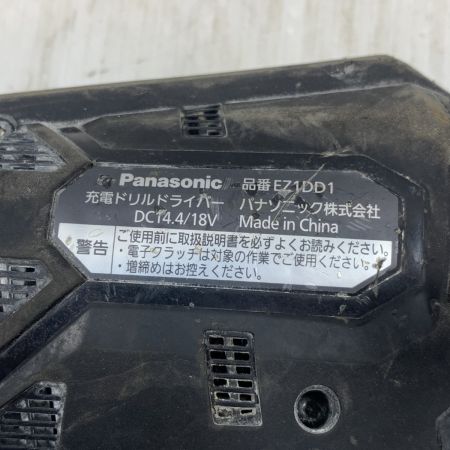 Panasonic 品番 EZ1DD1
充電ドリルドライバー パナソニック株式会社
DC14.4/18V Made in China
警告
ご使用前に取扱説明書を必ずよくお読みください。
・電子クラッチは対象の作業でご使用ください。
・増締めはお控えください。